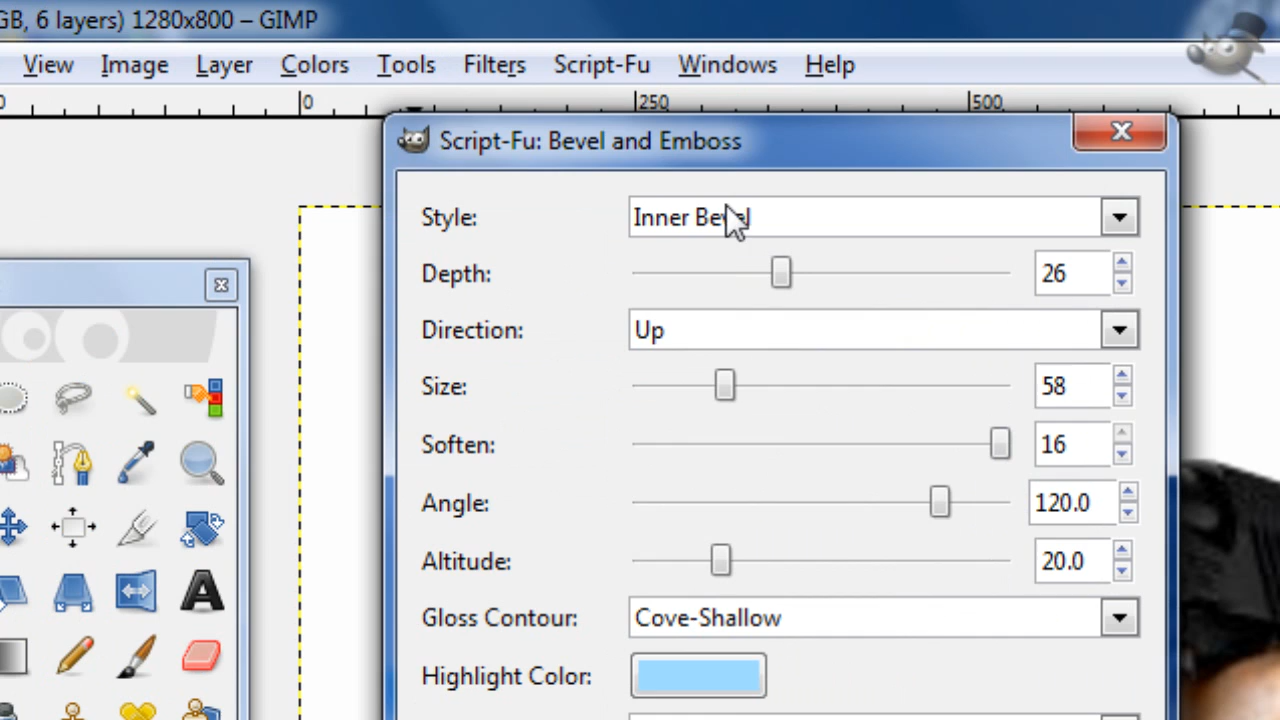 GB, 6 layers) 1280x800 – GIMP
View Image Layer Colors Tools Filters Script-Fu Windows Help
0 0 250 500
Script-Fu: Bevel and Emboss
Style: Inner Bevel
Depth: 26
Direction: Up
Size: 58
Soften: 16
Angle: 120.0
Altitude: 20.0
Gloss Contour: Cove-Shallow
Highlight Color: